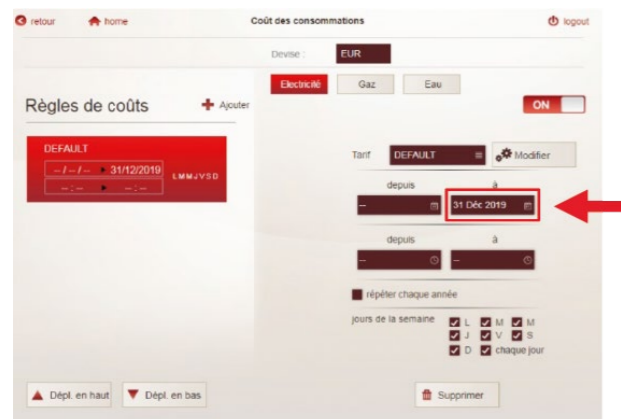 retour home Coût des consommations logout
Devise : EUR
Electricité Gaz Eau
Règles de coûts Ajouter
ON
DEFAULT
-- / -- / -- 31/12/2019
LMMJVSD
-- : -- -- : --
Tarif DEFAULT Modifier
depuis à
-- 31 Déc 2019
depuis à
-- --
répéter chaque année
jours de la semaine L M M
J V S
D chaque jour
Dépl. en haut Dépl. en bas Supprimer